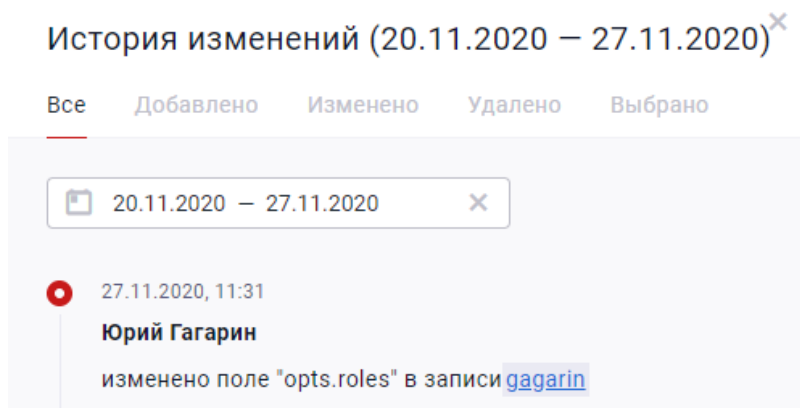 История изменений (20.11.2020 — 27.11.2020)
Все Добавлено Изменено Удалено Выбрано
20.11.2020 — 27.11.2020
27.11.2020, 11:31
Юрий Гагарин
изменено поле "opts.roles" в записи gagarin